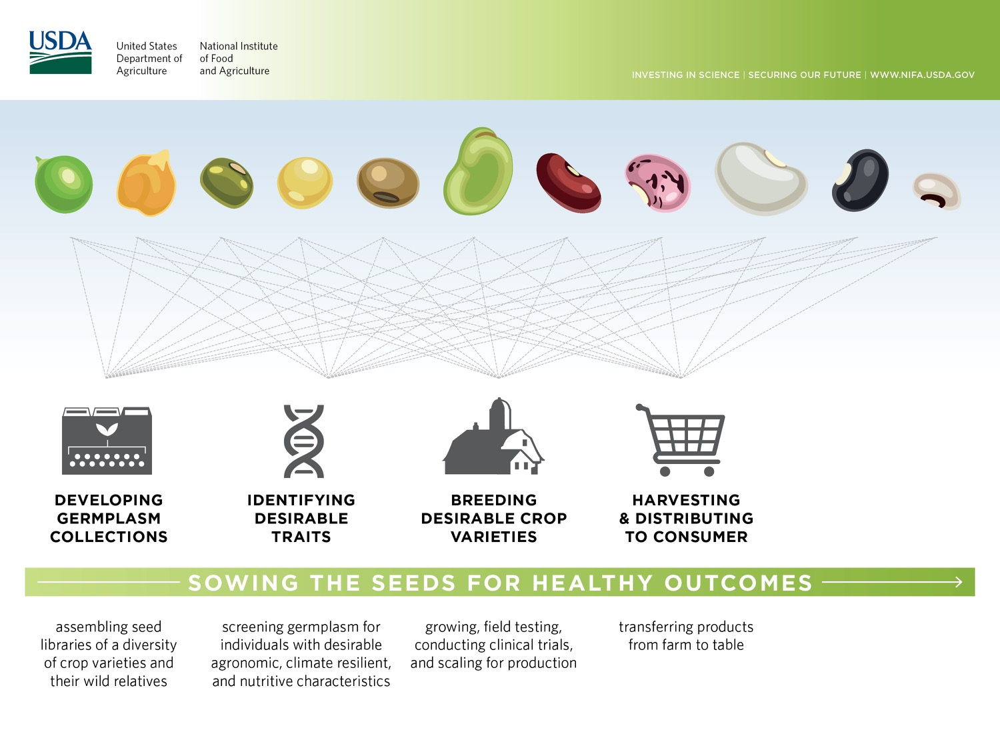 USDA
United States
Department of
Agriculture
National Institute
of Food
and Agriculture
INVESTING IN SCIENCE | SECURING OUR FUTURE | WWW.NIFA.USDA.GOV
DEVELOPING
GERMPLASM
COLLECTIONS
IDENTIFYING
DESIRABLE
TRAITS
BREEDING
DESIRABLE CROP
VARIETIES
HARVESTING
& DISTRIBUTING
TO CONSUMER
SOWING THE SEEDS FOR HEALTHY OUTCOMES
assembling seed
libraries of a diversity
of crop varieties and
their wild relatives
screening germplasm for
individuals with desirable
agronomic, climate resilient,
and nutritive characteristics
growing, field testing,
conducting clinical trials,
and scaling for production
transferring products
from farm to table